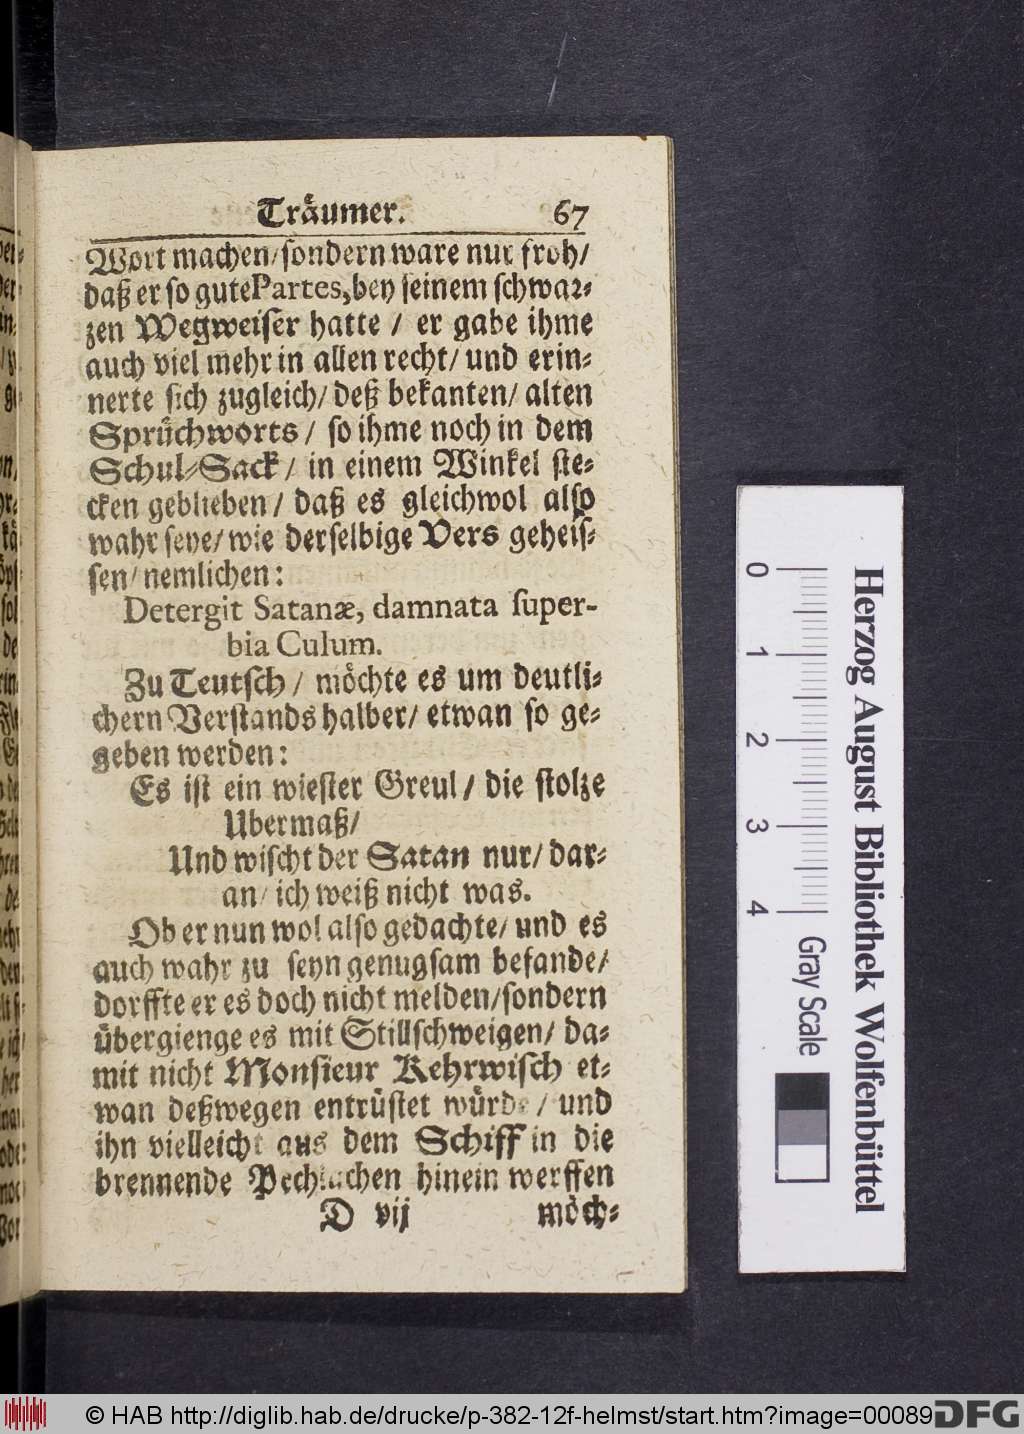 Träumer. 67
Wort machen/sondern ware nur froh/
daß er so gute Partes, bey seinem schwar-
zen Wegweiser hatte / er gabe ihme
auch viel mehr in allen recht/ und erin-
nerte sich zugleich/ deß bekanten/ alten
Sprüchworts / so ihme noch in dem
Schul-Sack / in einem Winkel ste-
cken geblieben / daß es gleichwol also
wahr seye/ wie derselbige Vers geheis-
sen/ nemlichen:
Detergit Satanæ, damnata ſuper-
bia Culum.
Zu Teutsch / möchte es um deutli-
chern Verstands halber/ etwan so ge-
geben werden:
Es ist ein wiester Greul / die stolze
Ubermaß/
Und wischt der Satan nur/ dar-
an/ ich weiß nicht was.
Ob er nun wol also gedachte/ und es
auch wahr zu seyn genugsam befande/
dorffte er es doch nicht melden/sondern
übergienge es mit Stillschweigen/ da-
mit nicht Monsieur Kehrwisch et-
wan deßwegen entrüstet würde / und
ihn vielleicht aus dem Schiff in die
brennende Pechlachen hinein werffen
D vij möch-
0 1 2 3 4
Gray Scale
Herzog August Bibliothek Wolfenbüttel
© HAB http://diglib.hab.de/drucke/p-382-12f-helmst/start.htm?image=00089
DFG